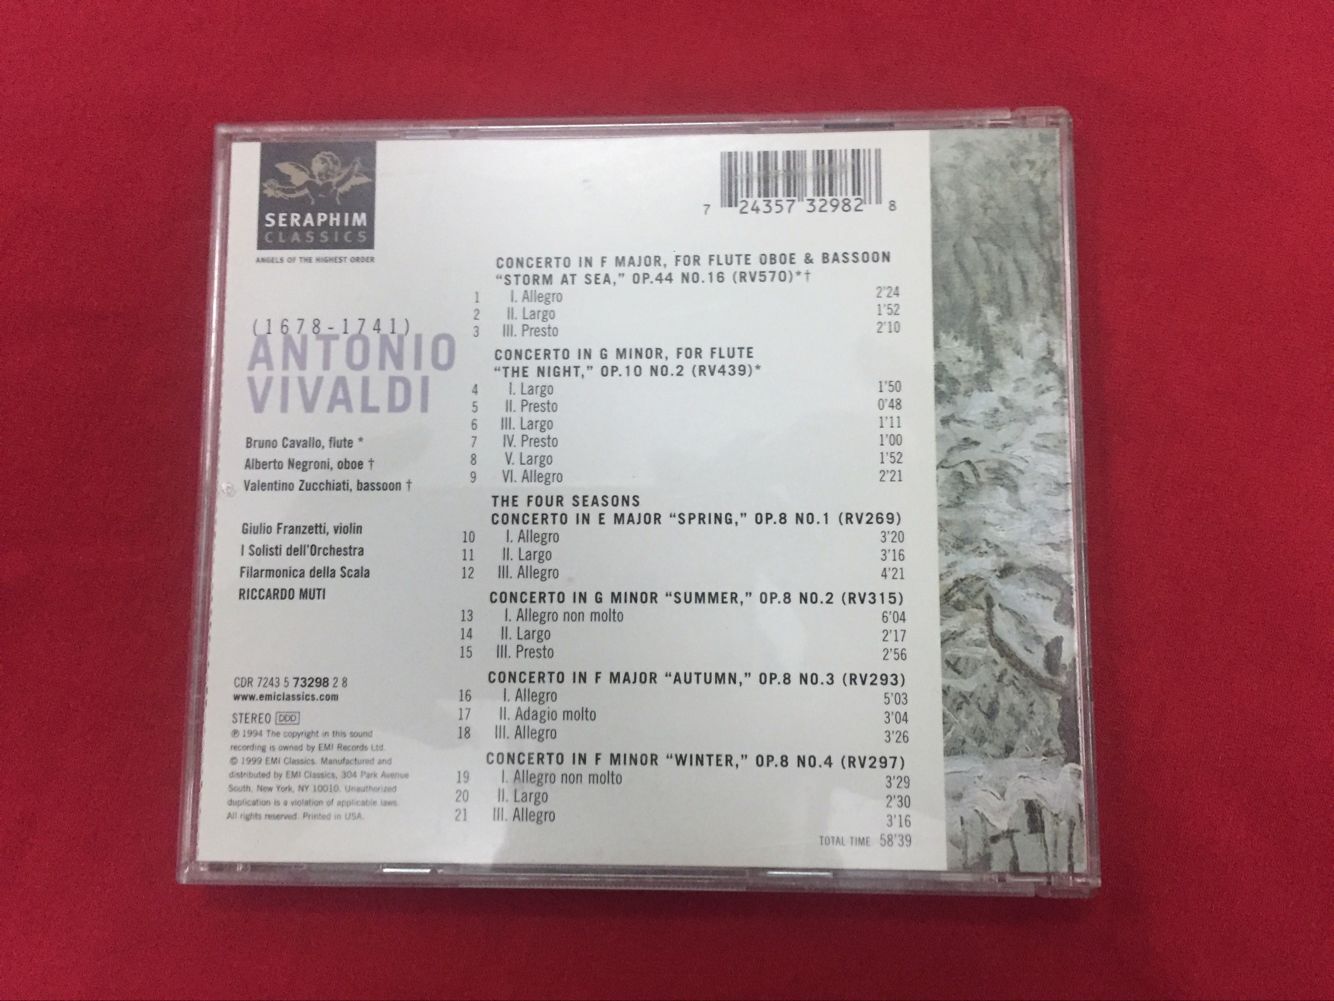 SERAPHIM
CLASSICS
ANGELS OF THE HIGHEST ORDER
7 24357 32982 8
(1678-1741)
ANTONIO
VIVALDI
Bruno Cavallo, flute *
Alberto Negroni, oboe †
Valentino Zucchiati, bassoon †
Giulio Franzetti, violin
I Solisti dell'Orchestra
Filarmonica della Scala
RICCARDO MUTI
CDR 7243 5 73298 2 8
www.emiclassics.com
STEREO DDD
℗ 1994 The copyright in this sound
recording is owned by EMI Records Ltd.
© 1999 EMI Classics. Manufactured and
distributed by EMI Classics, 304 Park Avenue
South, New York, NY 10010. Unauthorized
duplication is a violation of applicable laws.
All rights reserved. Printed in USA.
CONCERTO IN F MAJOR, FOR FLUTE OBOE & BASSOON
“STORM AT SEA,” OP.44 NO.16 (RV570)*†
1 I. Allegro 2'24
2 II. Largo 1'52
3 III. Presto 2'10
CONCERTO IN G MINOR, FOR FLUTE
“THE NIGHT,” OP.10 NO.2 (RV439)*
4 I. Largo 1'50
5 II. Presto 0'48
6 III. Largo 1'11
7 IV. Presto 1'00
8 V. Largo 1'52
9 VI. Allegro 2'21
THE FOUR SEASONS
CONCERTO IN E MAJOR “SPRING,” OP.8 NO.1 (RV269)
10 I. Allegro 3'20
11 II. Largo 3'16
12 III. Allegro 4'21
CONCERTO IN G MINOR “SUMMER,” OP.8 NO.2 (RV315)
13 I. Allegro non molto 6'04
14 II. Largo 2'17
15 III. Presto 2'56
CONCERTO IN F MAJOR “AUTUMN,” OP.8 NO.3 (RV293)
16 I. Allegro 5'03
17 II. Adagio molto 3'04
18 III. Allegro 3'26
CONCERTO IN F MINOR “WINTER,” OP.8 NO.4 (RV297)
19 I. Allegro non molto 3'29
20 II. Largo 2'30
21 III. Allegro 3'16
TOTAL TIME 58'39